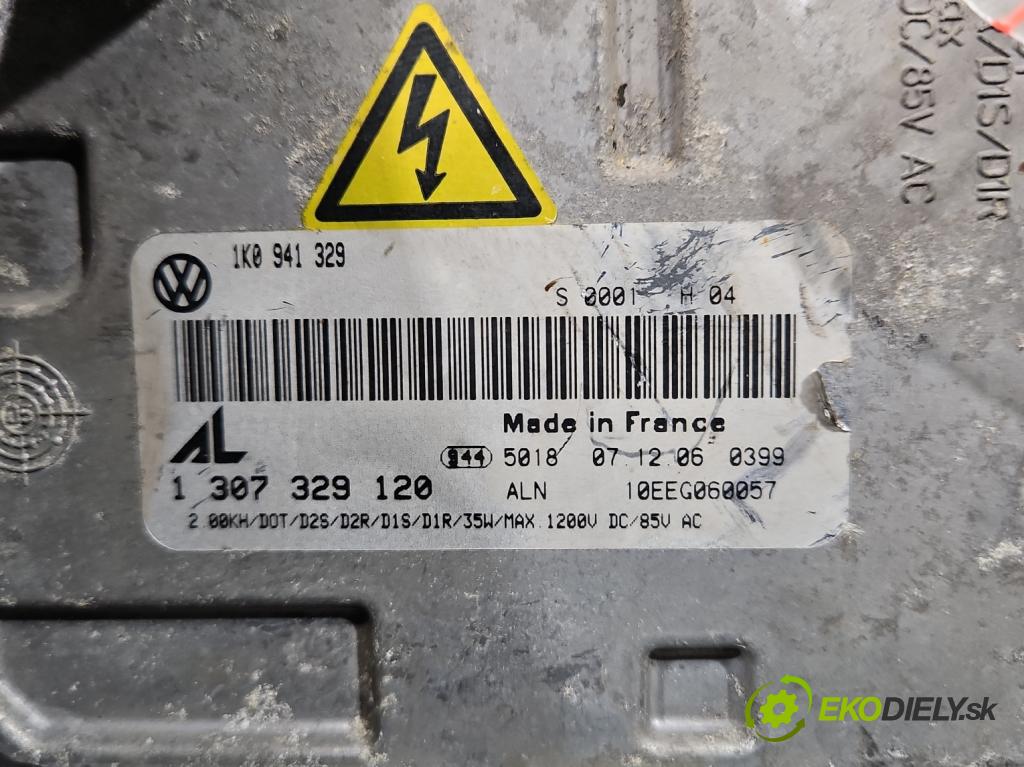 /D1S/D1R
DC/85V AC
1K0 941 329
S 0001 H 04
Made in France
944 5018 07.12.06 0399
AL
1 307 329 120 ALN 10EEG060057
2.00KH/DOT/D2S/D2R/D1S/D1R/35W/MAX.1200V DC/85V AC
EKODIELY.sk